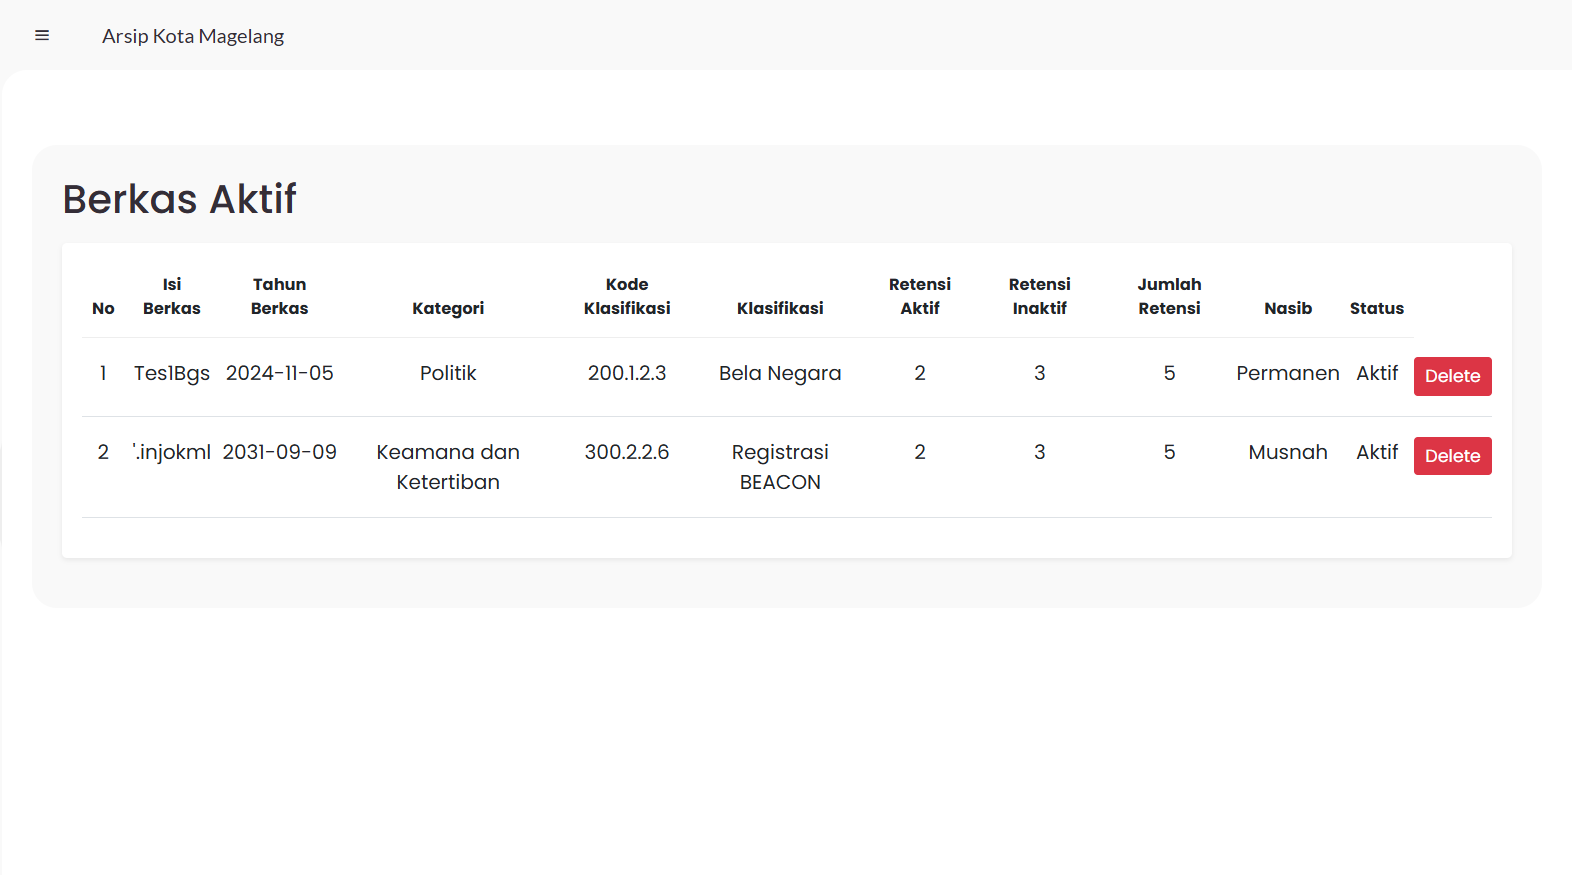 Arsip Kota Magelang
Berkas Aktif
No Isi Berkas Tahun Berkas Kategori Kode Klasifikasi Klasifikasi Retensi Aktif Retensi Inaktif Jumlah Retensi Nasib Status
1 Tes1Bgs 2024-11-05 Politik 200.1.2.3 Bela Negara 2 3 5 Permanen Aktif Delete
2 '.injokml 2031-09-09 Keamana dan Ketertiban 300.2.2.6 Registrasi BEACON 2 3 5 Musnah Aktif Delete